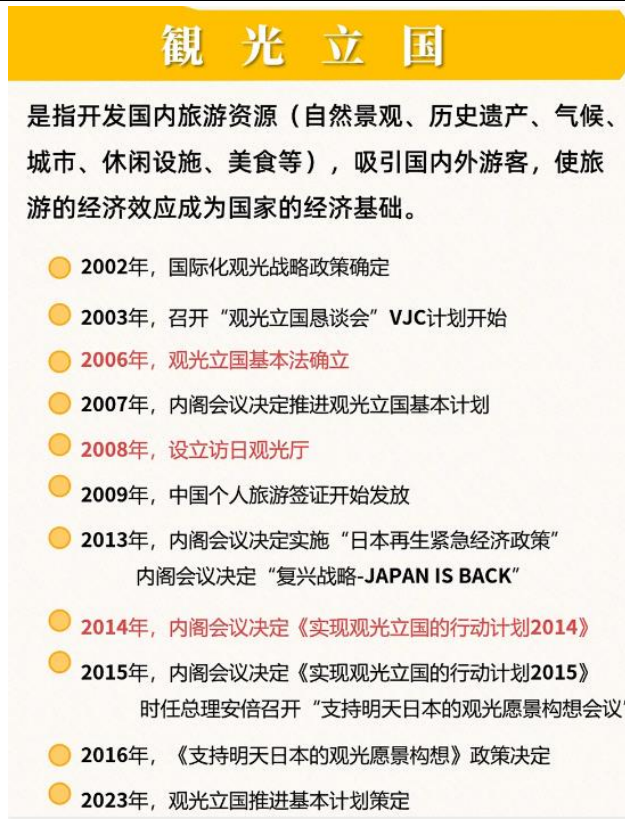 観光立国
是指开发国内旅游资源（自然景观、历史遗产、气候、
城市、休闲设施、美食等），吸引国内外游客，使旅
游的经济效应成为国家的经济基础。
2002年，国际化观光战略政策确定
2003年，召开“观光立国恳谈会”VJC计划开始
2006年，观光立国基本法确立
2007年，内阁会议决定推进观光立国基本计划
2008年，设立访日观光厅
2009年，中国个人旅游签证开始发放
2013年，内阁会议决定实施“日本再生紧急经济政策”
内阁会议决定“复兴战略-JAPAN IS BACK”
2014年，内阁会议决定《实现观光立国的行动计划2014》
2015年，内阁会议决定《实现观光立国的行动计划2015》
时任总理安倍召开“支持明天日本的观光愿景构想会议”
2016年，《支持明天日本的观光愿景构想》政策决定
2023年，观光立国推进基本计划策定